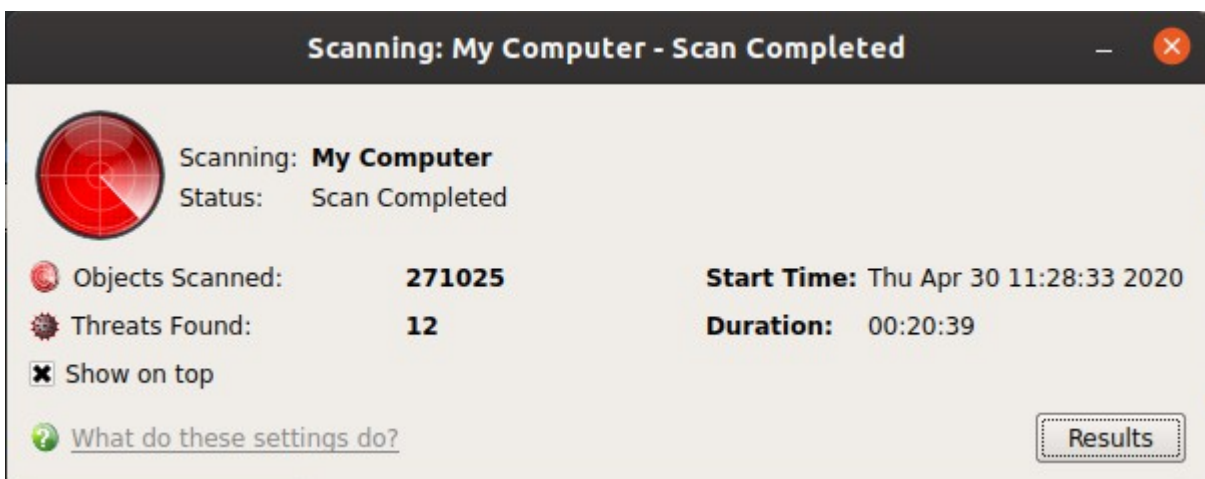 Scanning: My Computer - Scan Completed
Scanning: My Computer
Status: Scan Completed
Objects Scanned: 271025 Start Time: Thu Apr 30 11:28:33 2020
Threats Found: 12 Duration: 00:20:39
Show on top
What do these settings do?
Results